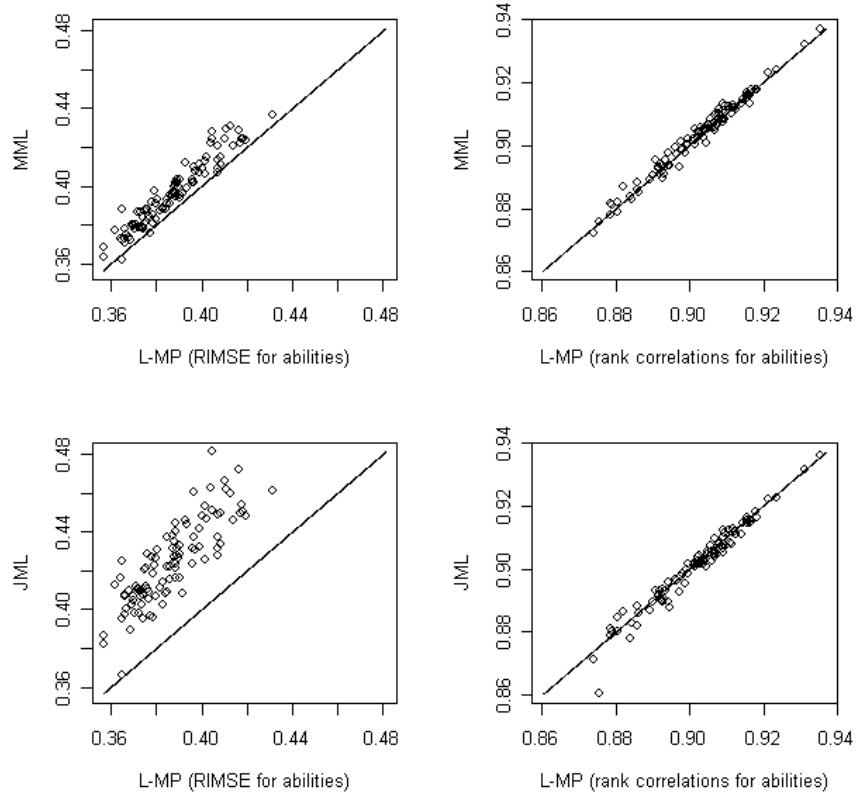 0.48
0.44
0.40
0.36
MML
0.36 0.40 0.44 0.48
L-MP (RIMSE for abilities)
0.94
0.92
0.90
0.88
0.86
MML
0.86 0.88 0.90 0.92 0.94
L-MP (rank correlations for abilities)
0.48
0.44
0.40
0.36
JML
0.36 0.40 0.44 0.48
L-MP (RIMSE for abilities)
0.94
0.92
0.90
0.88
0.86
JML
0.86 0.88 0.90 0.92 0.94
L-MP (rank correlations for abilities)